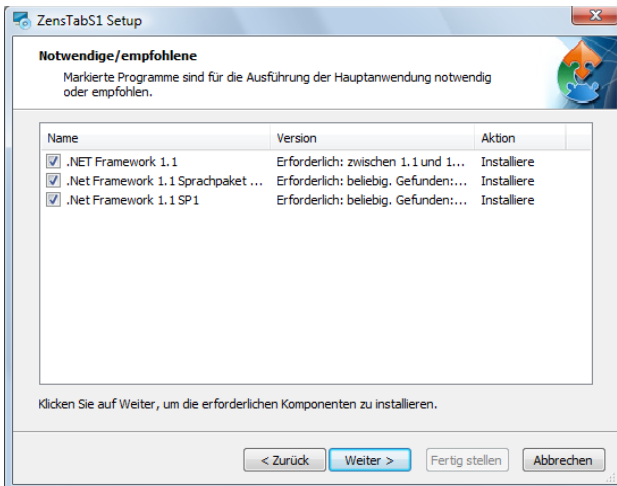 ZensTabS1 Setup
Notwendige/empfohlene
Markierte Programme sind für die Ausführung der Hauptanwendung notwendig
oder empfohlen.
Name Version Aktion
.NET Framework 1.1 Erforderlich: zwischen 1.1 und 1... Installiere
.Net Framework 1.1 Sprachpaket ... Erforderlich: beliebig. Gefunden:... Installiere
.Net Framework 1.1 SP1 Erforderlich: beliebig. Gefunden:... Installiere
Klicken Sie auf Weiter, um die erforderlichen Komponenten zu installieren.
< Zurück Weiter > Fertig stellen Abbrechen